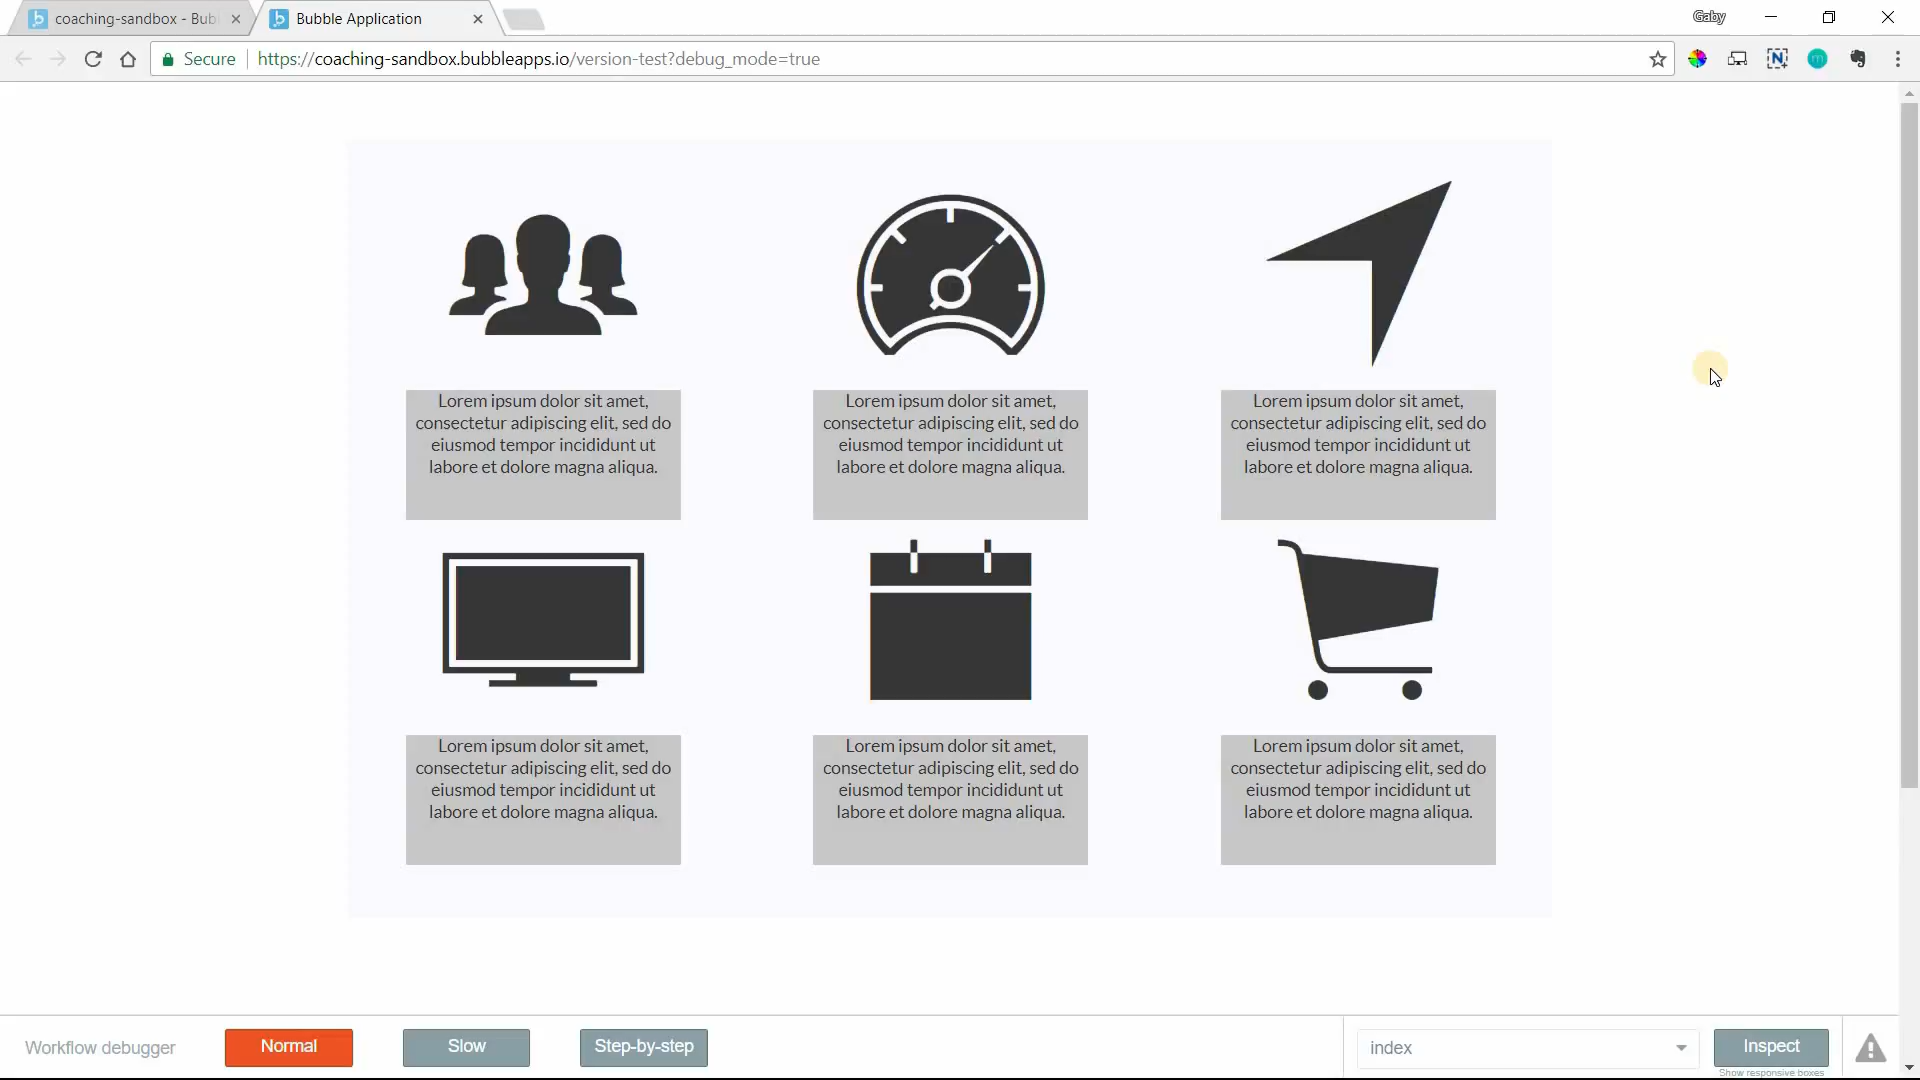 coaching-sandbox - Bub
Bubble Application
Gaby
Secure
https://coaching-sandbox.bubbleapps.io/version-test?debug_mode=true
Lorem ipsum dolor sit amet,
consectetur adipiscing elit, sed do
eiusmod tempor incididunt ut
labore et dolore magna aliqua.
Lorem ipsum dolor sit amet,
consectetur adipiscing elit, sed do
eiusmod tempor incididunt ut
labore et dolore magna aliqua.
Lorem ipsum dolor sit amet,
consectetur adipiscing elit, sed do
eiusmod tempor incididunt ut
labore et dolore magna aliqua.
Lorem ipsum dolor sit amet,
consectetur adipiscing elit, sed do
eiusmod tempor incididunt ut
labore et dolore magna aliqua.
Lorem ipsum dolor sit amet,
consectetur adipiscing elit, sed do
eiusmod tempor incididunt ut
labore et dolore magna aliqua.
Lorem ipsum dolor sit amet,
consectetur adipiscing elit, sed do
eiusmod tempor incididunt ut
labore et dolore magna aliqua.
Workflow debugger
Normal
Slow
Step-by-step
index
Inspect
Show responsive boxes